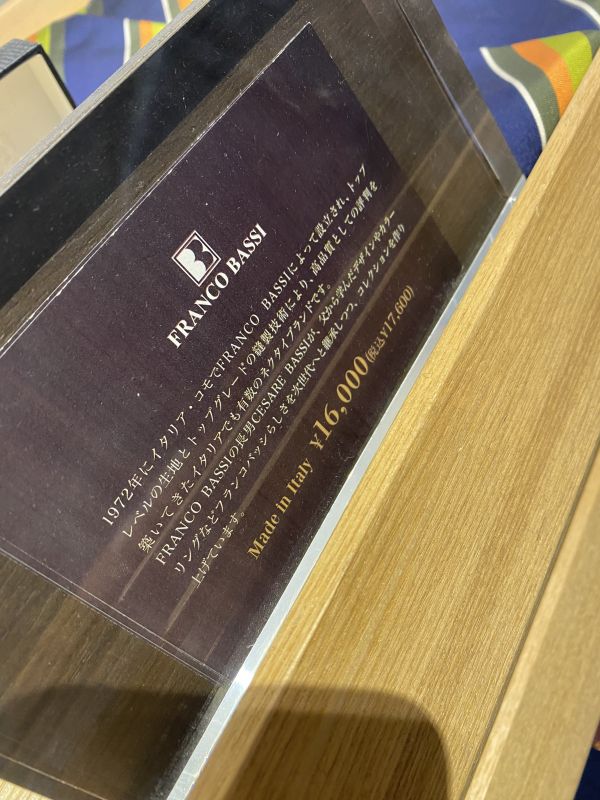 B
FRANCO BASSI
1972年にイタリア・コモでFRANCO BASSIによって設立され、トップ
レベルの生地とトップグレードの縫製技術により、高品質としての評判を
築いてきたイタリアでも有数のネクタイブランドです。
FRANCO BASSIの長男CESARE BASSIが、父から学んだデザインやカラー
リングなどフランコバッシらしさを次世代へと継承しつつ、コレクションを作り
上げています。
Made in Italy ¥16,000(税込¥17,600)